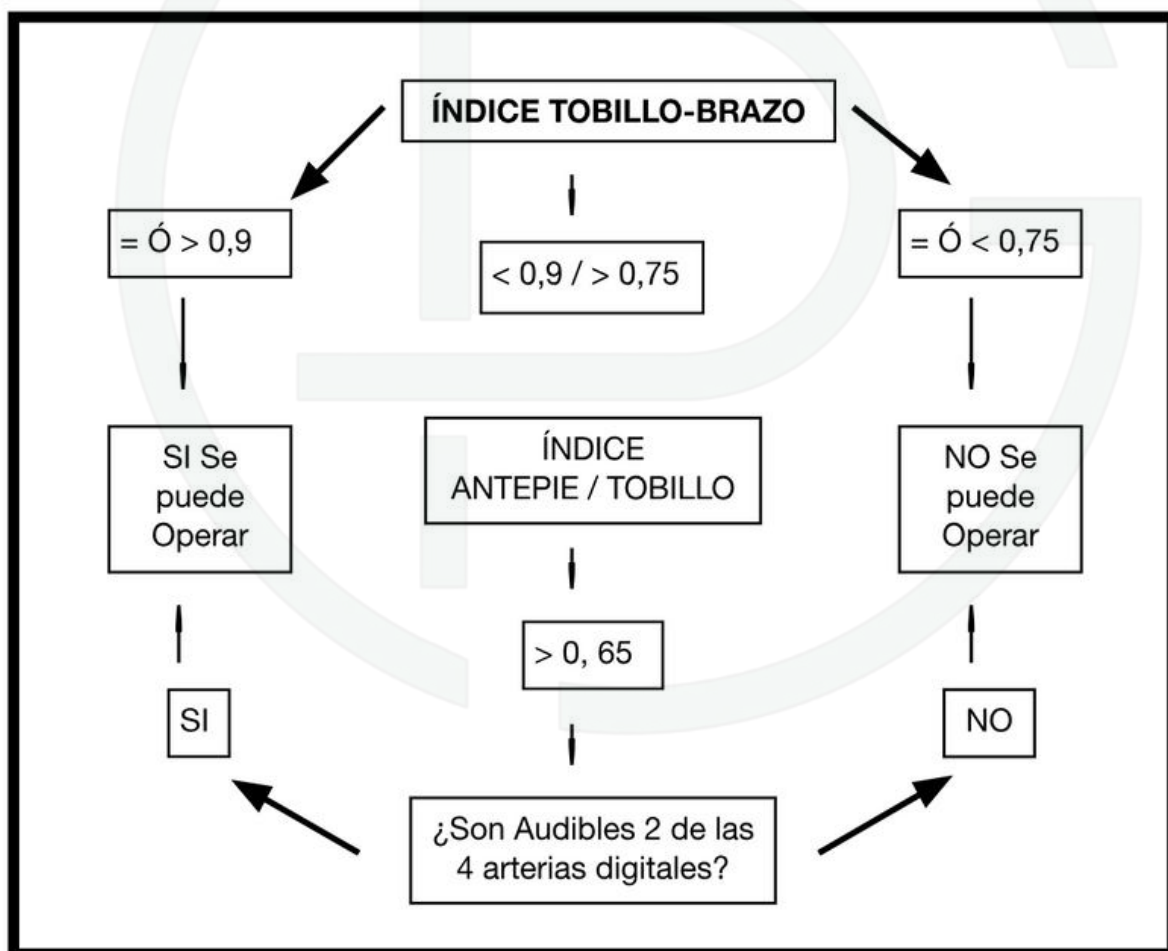 ÍNDICE TOBILLO-BRAZO
= Ó > 0,9
< 0,9 / > 0,75
= Ó < 0,75
SI Se
puede
Operar
ÍNDICE
ANTEPIE / TOBILLO
NO Se
puede
Operar
> 0, 65
SI
NO
¿Son Audibles 2 de las
4 arterias digitales?